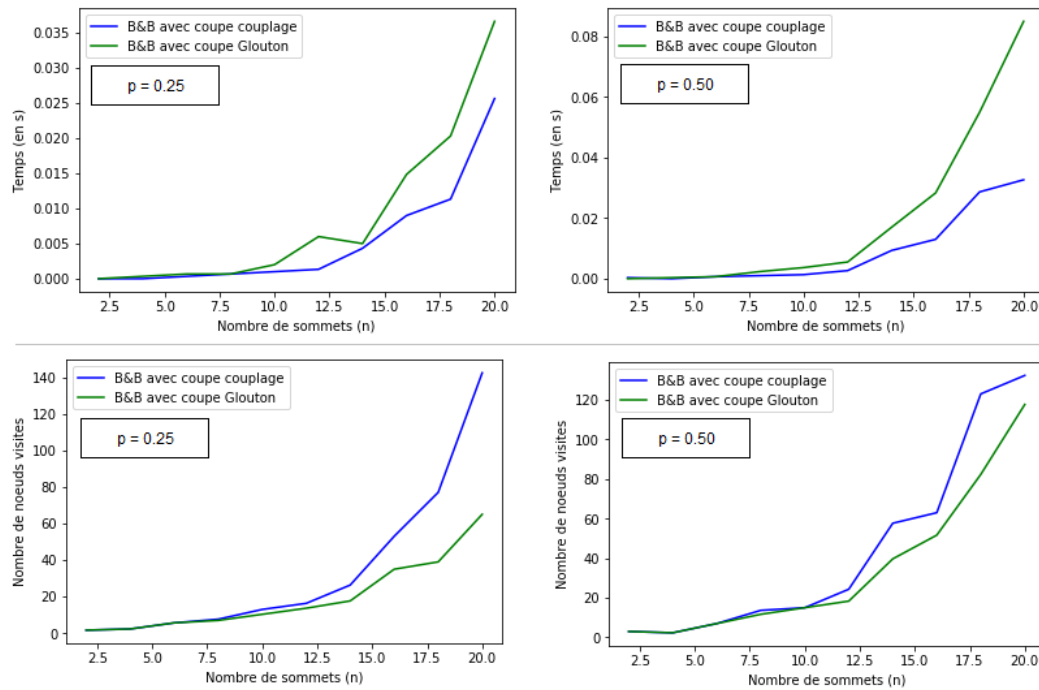 B&B avec coupe couplage
B&B avec coupe Glouton
p = 0.25
0.035
0.030
0.025
0.020
0.015
0.010
0.005
0.000
Temps (en s)
2.5 5.0 7.5 10.0 12.5 15.0 17.5 20.0
Nombre de sommets (n)
B&B avec coupe couplage
B&B avec coupe Glouton
p = 0.50
0.08
0.06
0.04
0.02
0.00
Temps (en s)
2.5 5.0 7.5 10.0 12.5 15.0 17.5 20.0
Nombre de sommets (n)
B&B avec coupe couplage
B&B avec coupe Glouton
p = 0.25
140
120
100
80
60
40
20
0
Nombre de noeuds visites
2.5 5.0 7.5 10.0 12.5 15.0 17.5 20.0
Nombre de sommets (n)
B&B avec coupe couplage
B&B avec coupe Glouton
p = 0.50
120
100
80
60
40
20
0
Nombre de noeuds visites
2.5 5.0 7.5 10.0 12.5 15.0 17.5 20.0
Nombre de sommets (n)